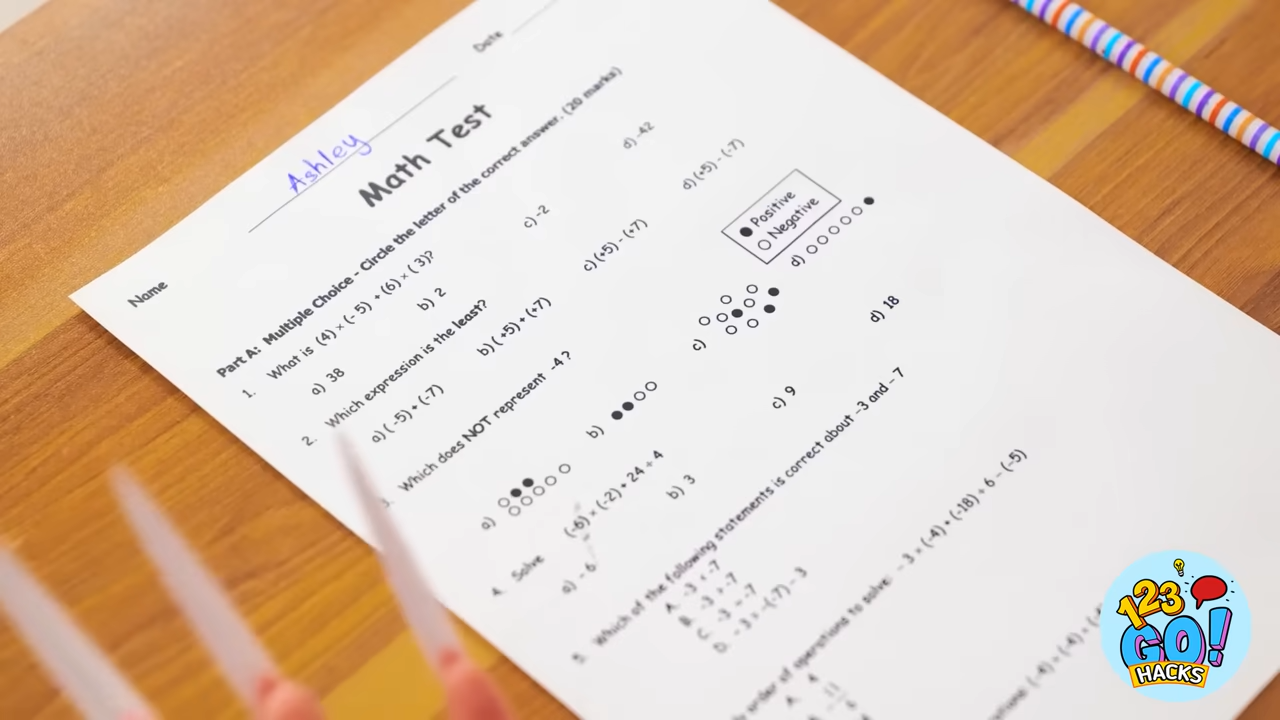 Name Ashley Date
Math Test
Part A: Multiple Choice - Circle the letter of the correct answer. (20 marks)
1. What is (4) × (- 5) + (6) × ( 3)?
a) 38 b) 2 c) -2 d) -42
2. Which expression is the least?
a) ( -5) + (-7) b) ( +5) + (+7) c) (+5) - (+7) d) (+5) - (-7)
3. Which does NOT represent -4 ?
Positive
Negative
a) b) c) d)
4. Solve (-6) × (-2) + 24 ÷ 4
a) - 6 b) 3 c) 9 d) 18
5. Which of the following statements is correct about -3 and - 7
A. -3 < -7
B. -3 > -7
C. -3 = -7
D. - 3 = -(-7) - 3
order of operations to solve: - 3 × (-4) + (-18) ÷ 6 - (-5)
A. 4
B. -11
123 GO!
HACKS